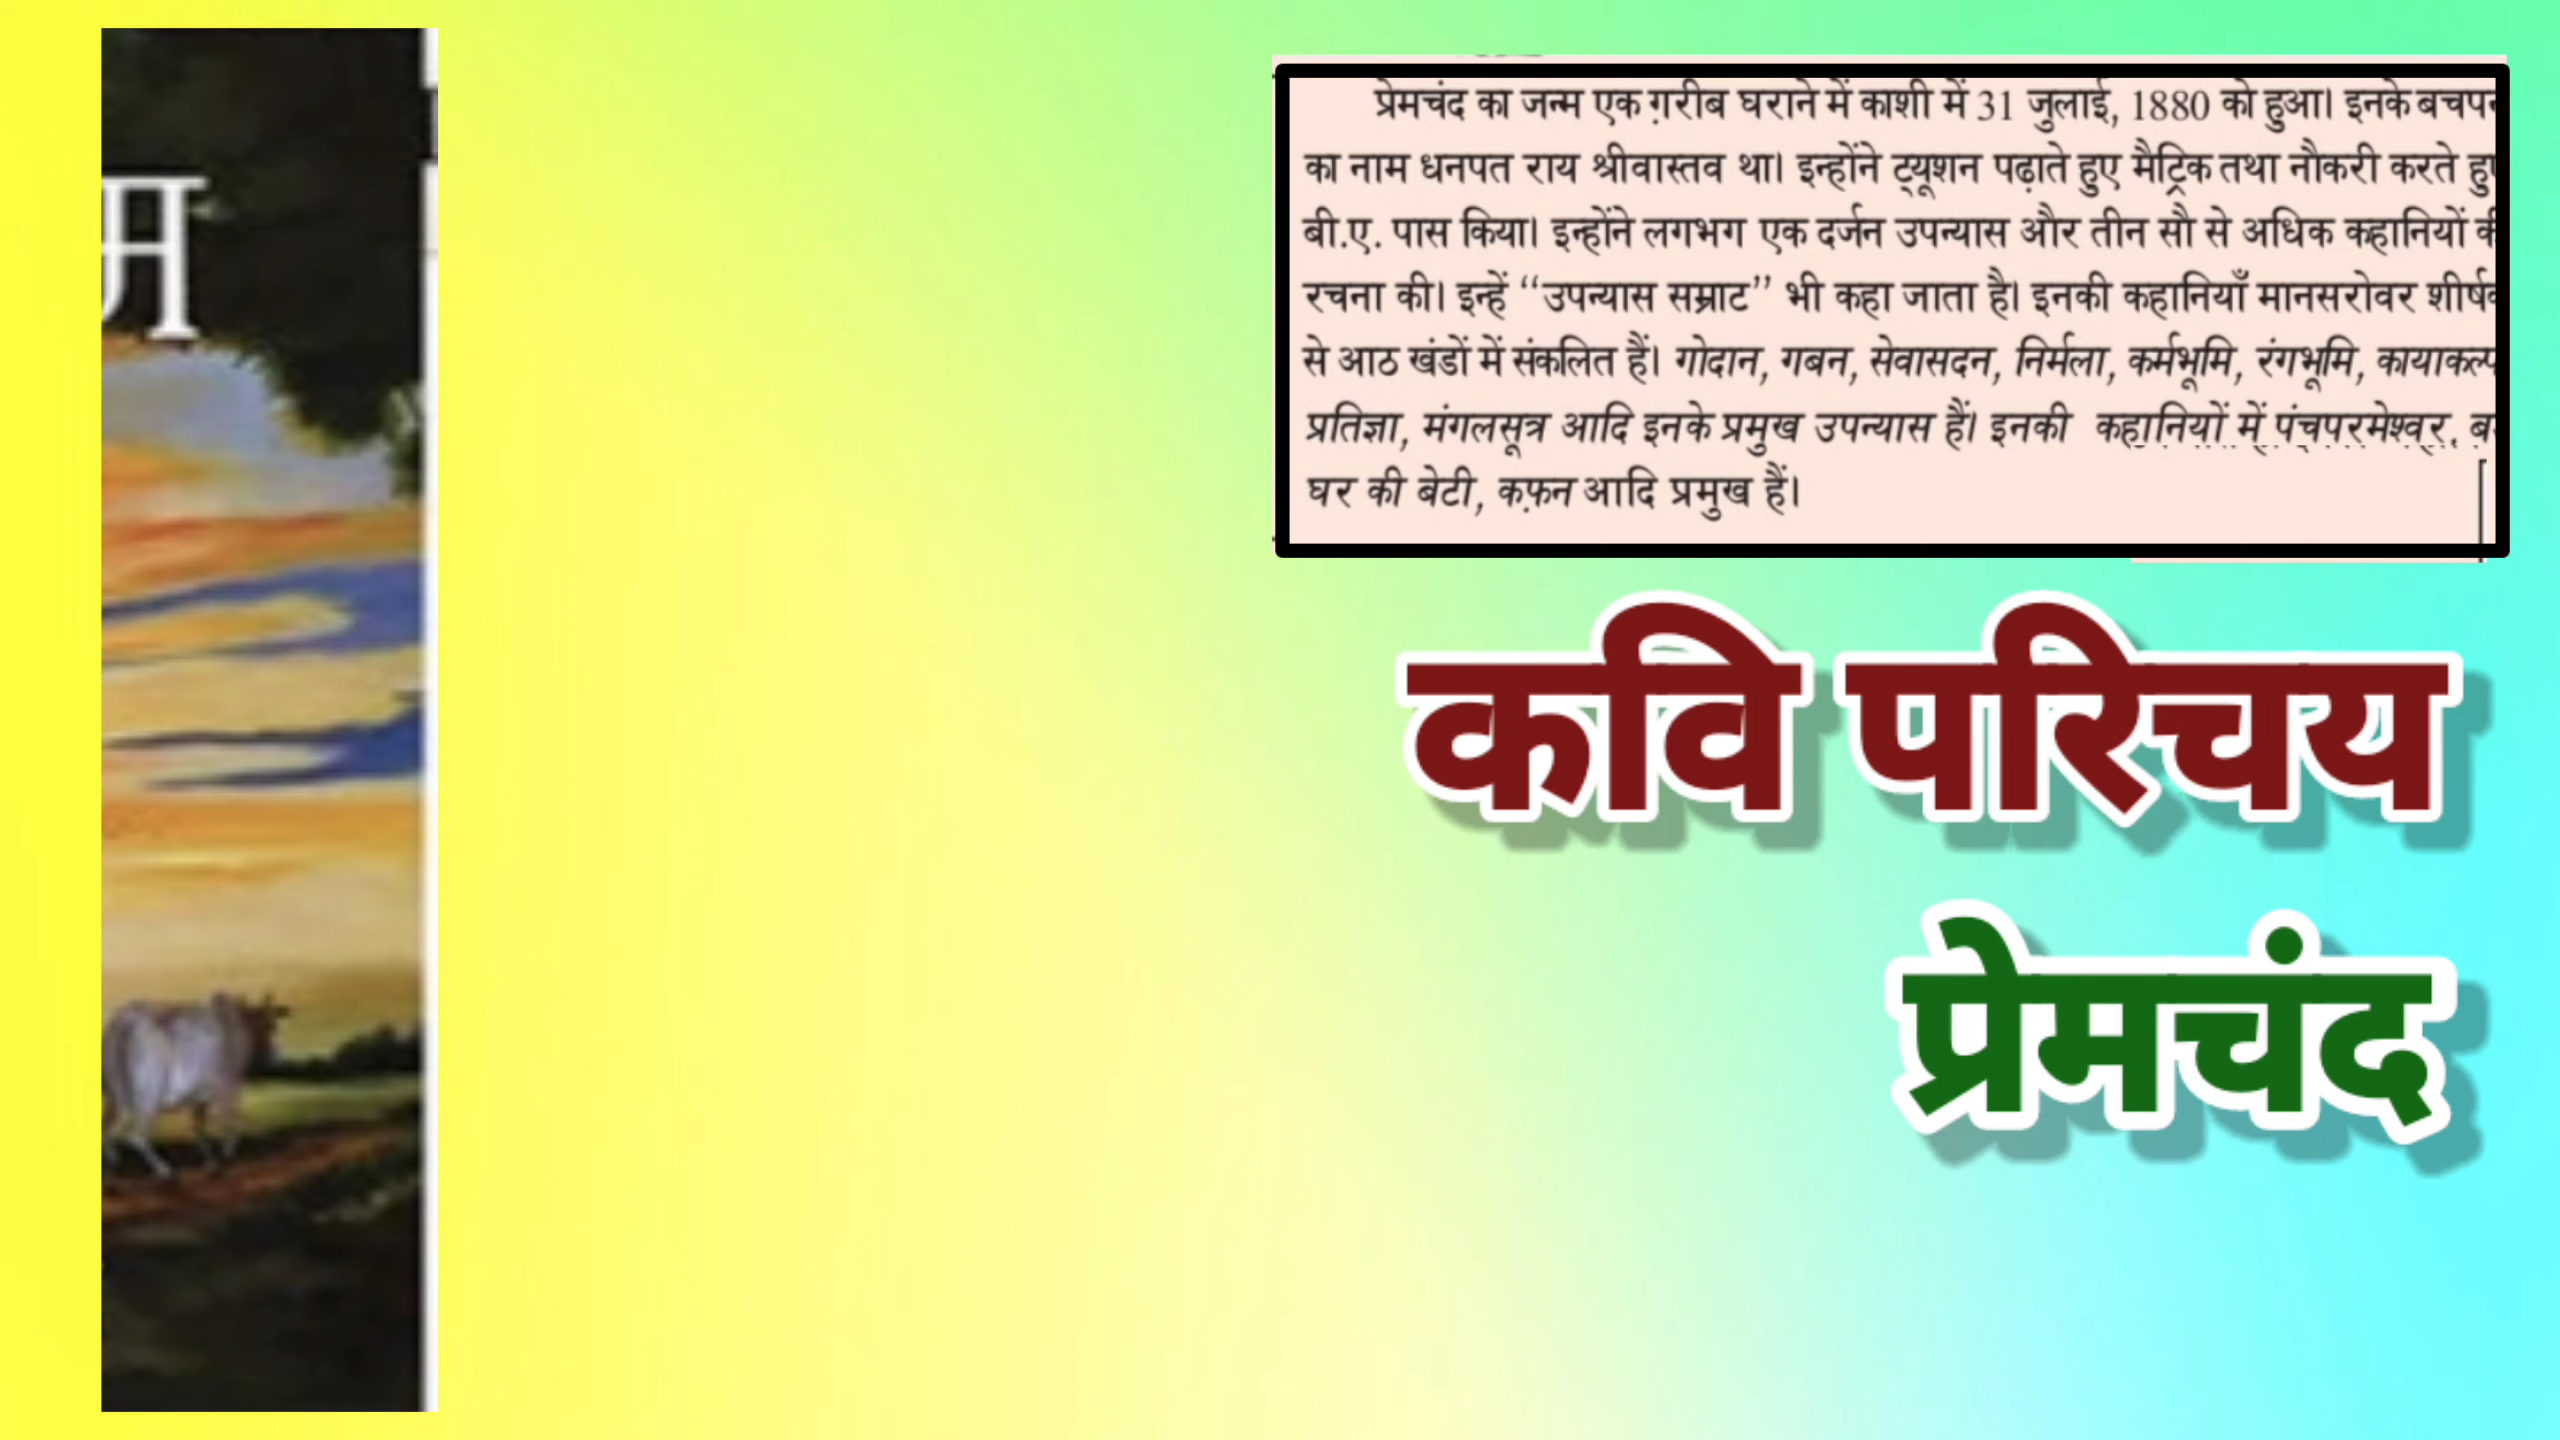 प्रेमचंद का जन्म एक ग़रीब घराने में काशी में 31 जुलाई, 1880 को हुआ। इनके
का नाम धनपत राय श्रीवास्तव था। इन्होंने ट्यूशन पढ़ाते हुए मैट्रिक तथा नौकरी करते
बी.ए. पास किया। इन्होंने लगभग एक दर्जन उपन्यास और तीन सौ से अधिक कहानियों
रचना की। इन्हें “उपन्यास सम्राट” भी कहा जाता है। इनकी कहानियाँ मानसरोवर
से आठ खंडों में संकलित हैं। गोदान, गबन, सेवासदन, निर्मला, कर्मभूमि, रंगभूमि,
प्रतिज्ञा, मंगलसूत्र आदि इनके प्रमुख उपन्यास हैं। इनकी कहानियों में पंचपरमेश्वर,
घर की बेटी, कफ़न आदि प्रमुख हैं।
कवि परिचय
प्रेमचंद